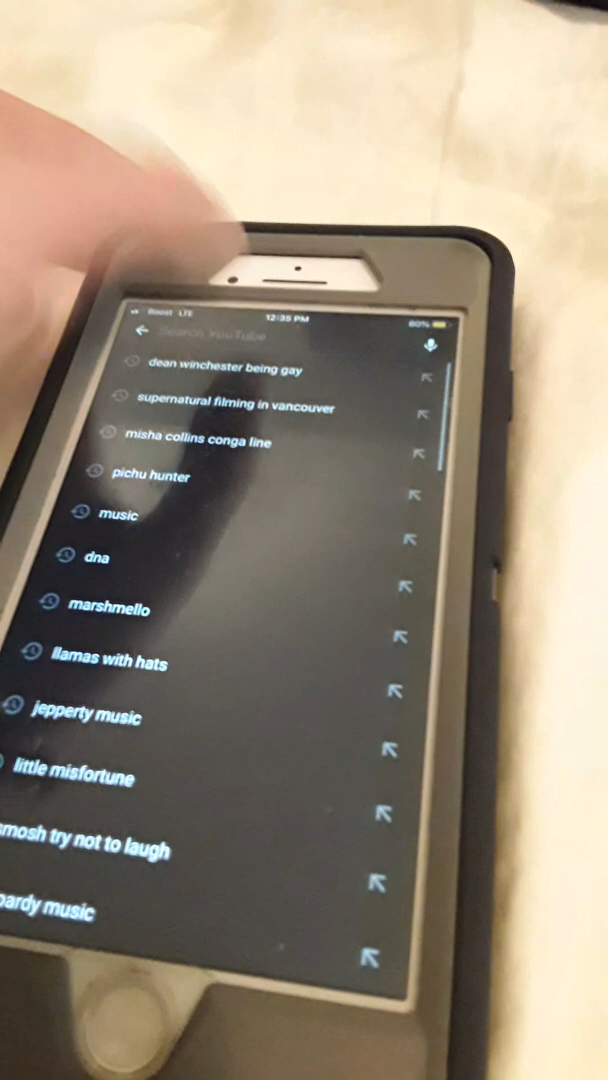 Boost LTE 12:35 PM 80%
Search YouTube
dean winchester being gay
supernatural filming in vancouver
misha collins conga line
pichu hunter
music
dna
marshmello
llamas with hats
jepperty music
little misfortune
smosh try not to laugh
pardy music